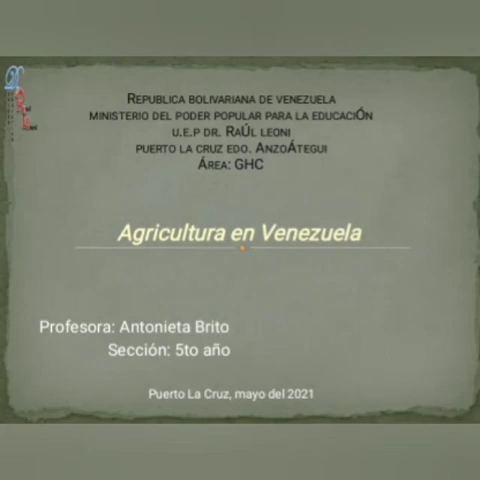 REPUBLICA BOLIVARIANA DE VENEZUELA
MINISTERIO DEL PODER POPULAR PARA LA EDUCACIÓN
U.E.P DR. RAÚL LEONI
PUERTO LA CRUZ EDO. ANZOÁTEGUI
ÁREA: GHC
Agricultura en Venezuela
Profesora: Antonieta Brito
Sección: 5to año
Puerto La Cruz, mayo del 2021